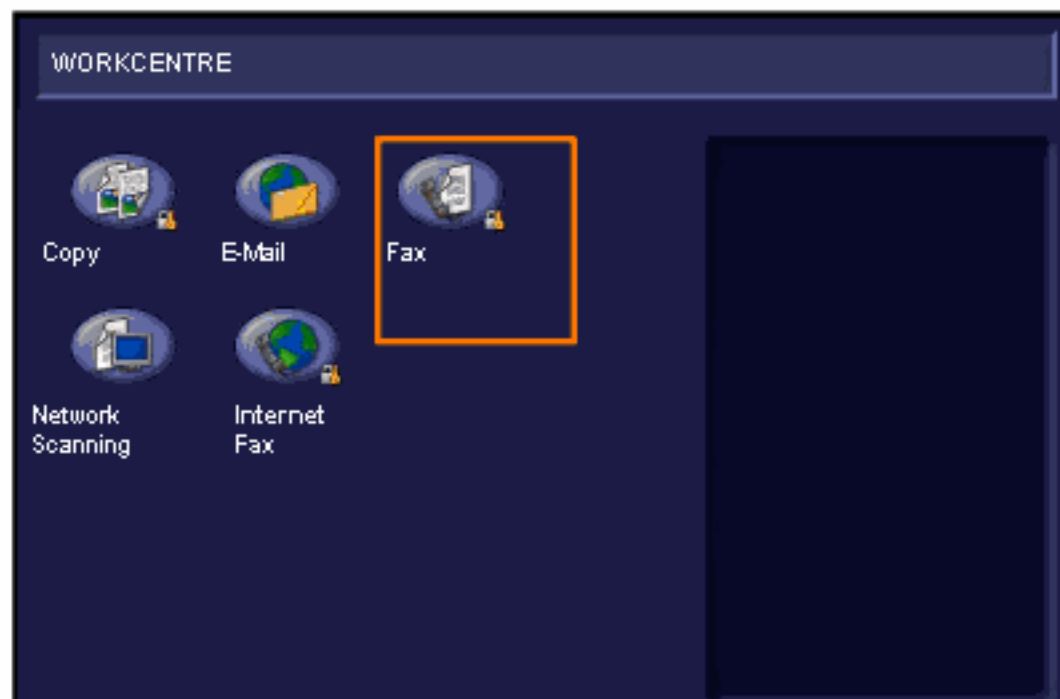 WORKCENTRE
Copy
E-Mail
Fax
Network
Scanning
Internet
Fax